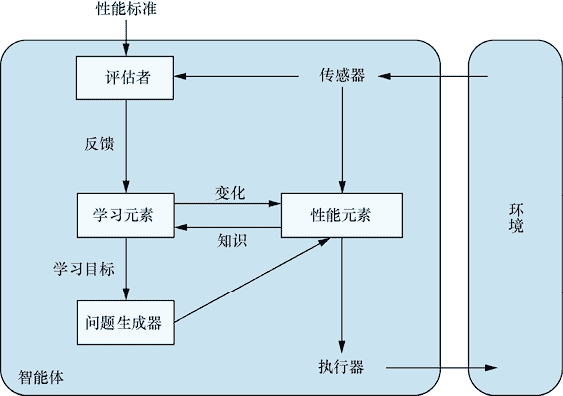 性能标准
评估者
传感器
反馈
变化
学习元素
性能元素
知识
环境
学习目标
问题生成器
执行器
智能体